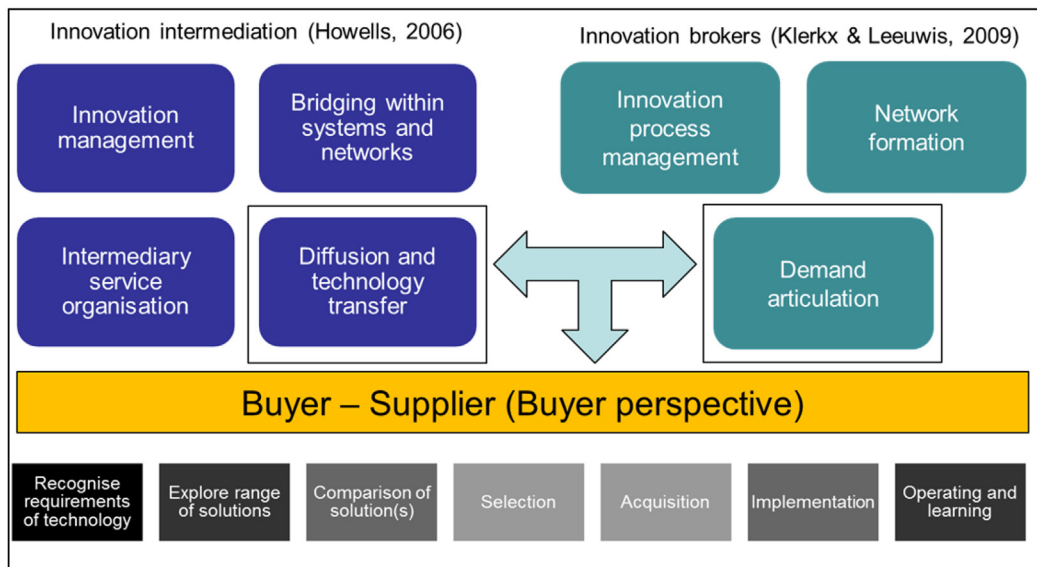 Innovation intermediation (Howells, 2006)
Innovation brokers (Klerkx & Leeuwis, 2009)
Innovation
management
Bridging within
systems and
networks
Innovation
process
management
Network
formation
Intermediary
service
organisation
Diffusion and
technology
transfer
Demand
articulation
Buyer – Supplier (Buyer perspective)
Recognise
requirements
of technology
Explore range
of solutions
Comparison of
solution(s)
Selection
Acquisition
Implementation
Operating and
learning